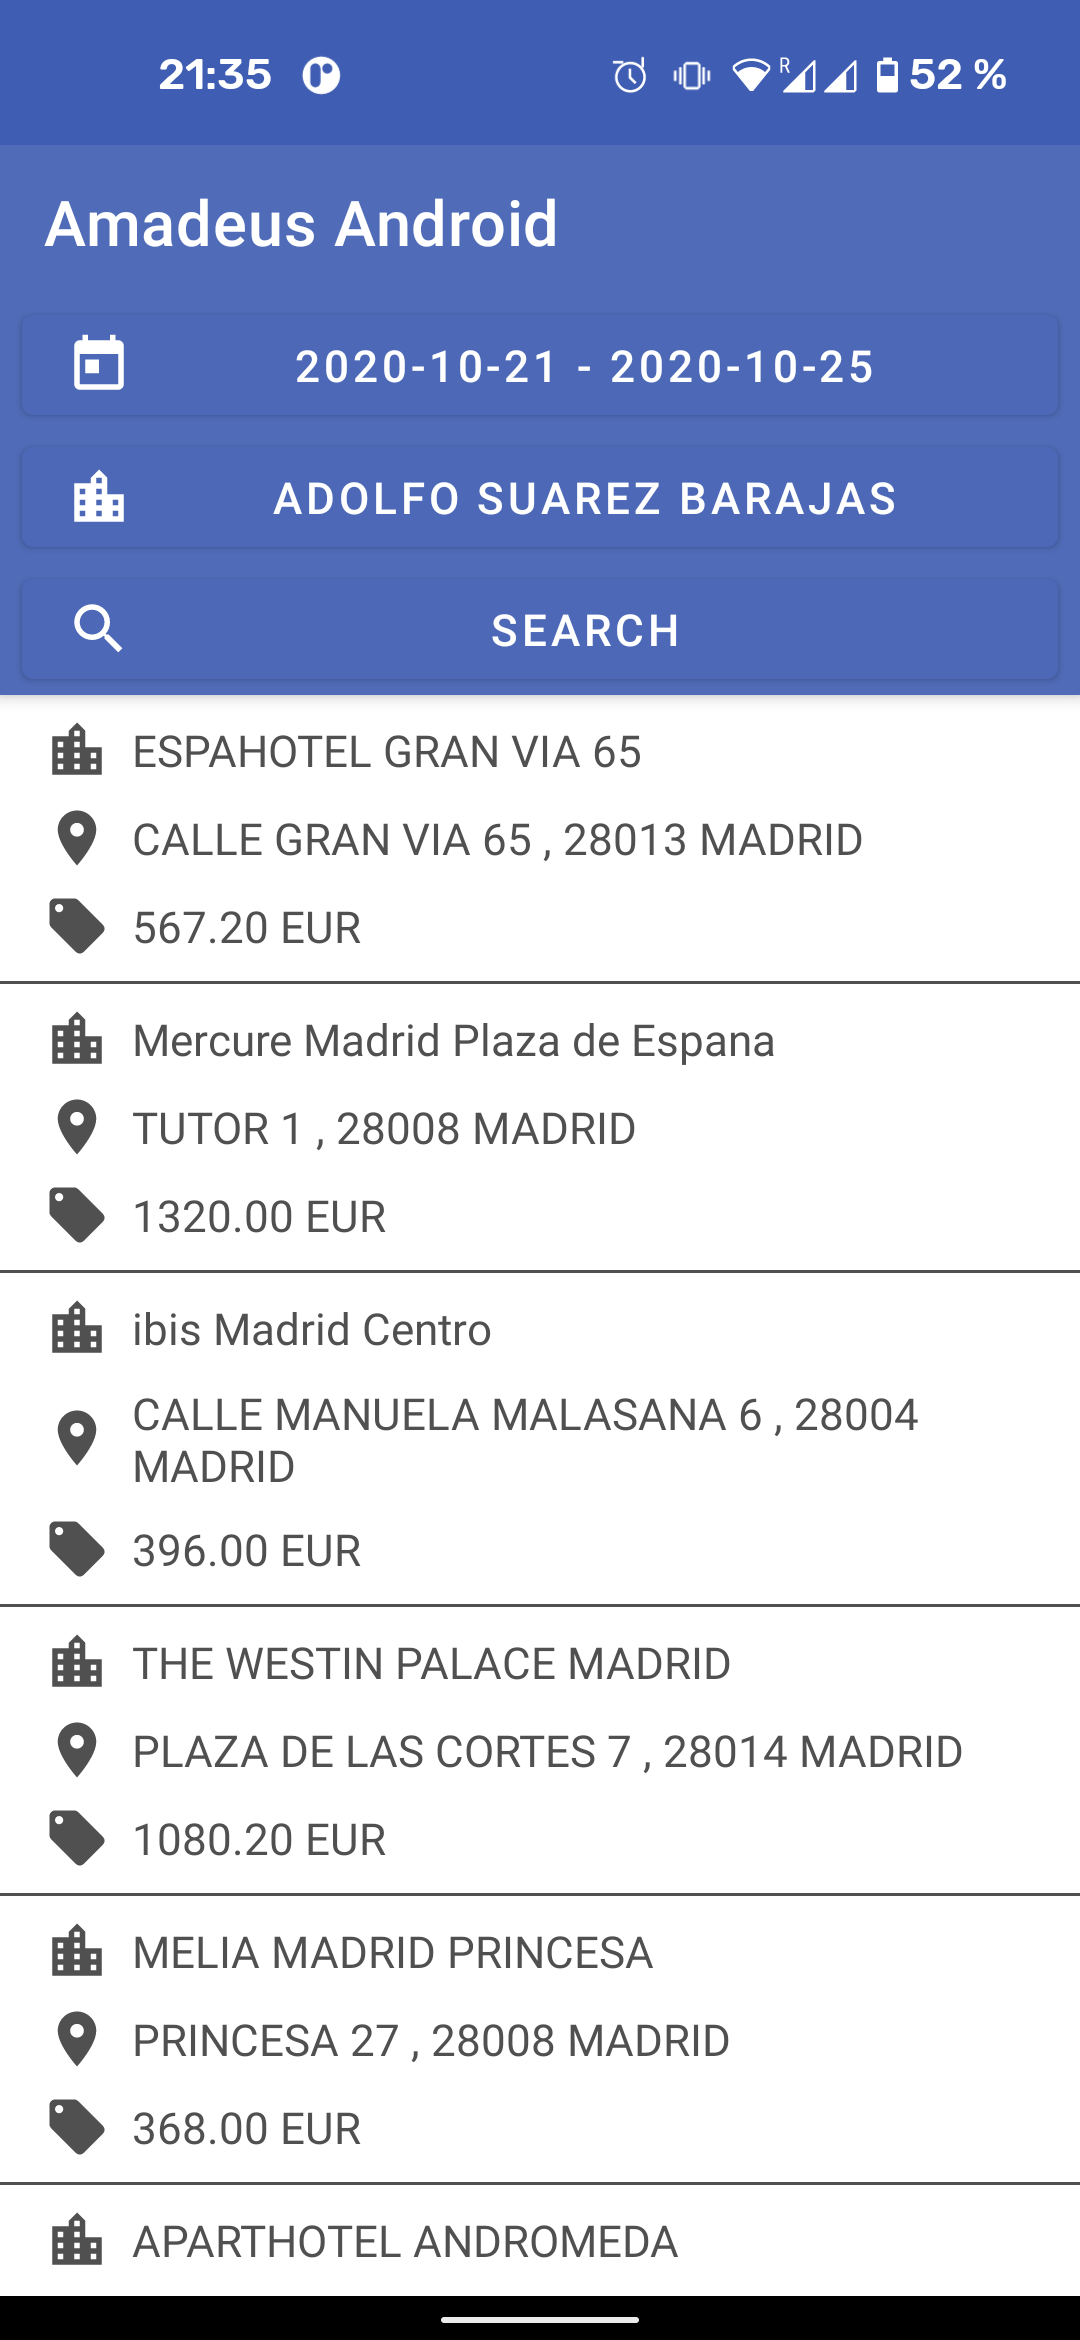 21:35
R
52 %
Amadeus Android
2020-10-21 - 2020-10-25
ADOLFO SUAREZ BARAJAS
SEARCH
ESPAHOTEL GRAN VIA 65
CALLE GRAN VIA 65 , 28013 MADRID
567.20 EUR
Mercure Madrid Plaza de Espana
TUTOR 1 , 28008 MADRID
1320.00 EUR
ibis Madrid Centro
CALLE MANUELA MALASANA 6 , 28004
MADRID
396.00 EUR
THE WESTIN PALACE MADRID
PLAZA DE LAS CORTES 7 , 28014 MADRID
1080.20 EUR
MELIA MADRID PRINCESA
PRINCESA 27 , 28008 MADRID
368.00 EUR
APARTHOTEL ANDROMEDA